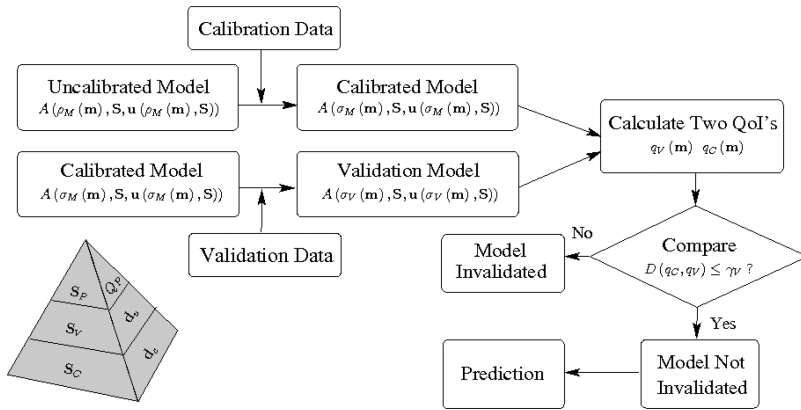 Calibration Data
Uncalibrated Model
A (ρ_M (m) , S, u (ρ_M (m) , S))
Calibrated Model
A (σ_M (m) , S, u (σ_M (m) , S))
Calculate Two QoI's
q_V (m) q_C (m)
Calibrated Model
A (σ_M (m) , S, u (σ_M (m) , S))
Validation Model
A (σ_V (m) , S, u (σ_V (m) , S))
Validation Data
No
Model
Invalidated
Compare
D (q_C, q_V) ≤ γ_V ?
Yes
Model Not
Invalidated
Prediction
S_P
Q_P
S_V
d_v
S_C
d_c